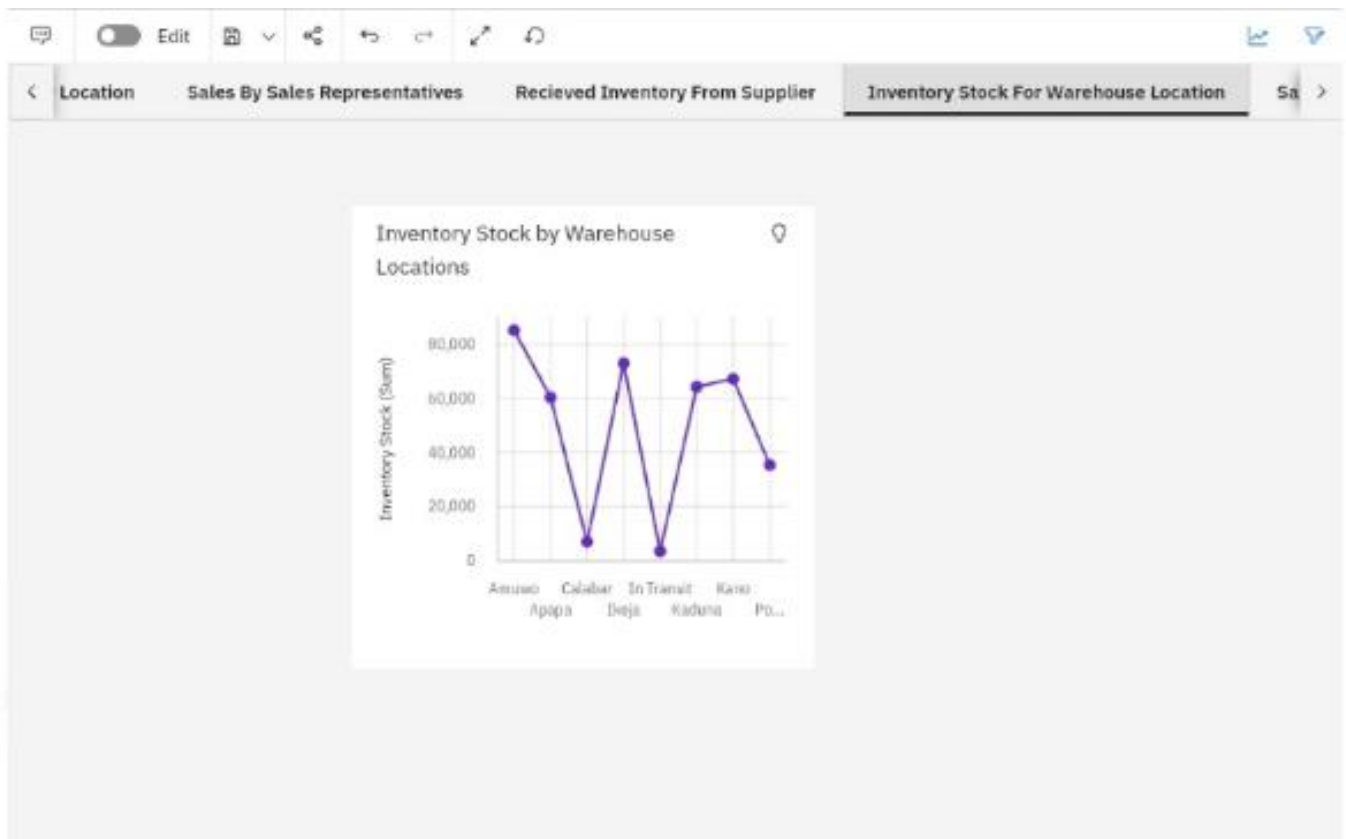 Edit
Location
Sales By Sales Representatives
Recieved Inventory From Supplier
Inventory Stock For Warehouse Location
Sa
Inventory Stock by Warehouse
Locations
Inventory Stock (Sum)
80,000
60,000
40,000
20,000
0
Amuwo Calabar In Transit Kano
Apapa Ikeja Kaduna Po...